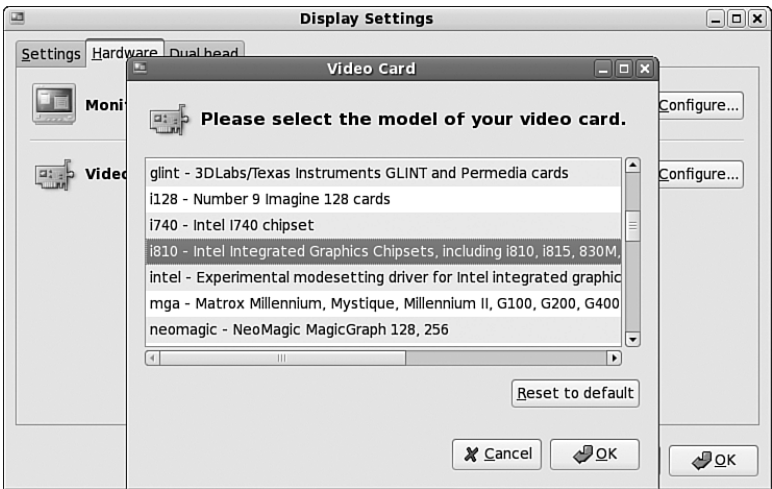 Display Settings
Settings Hardware Dual head
Video Card
Configure...
Please select the model of your video card.
Configure...
glint - 3DLabs/Texas Instruments GLINT and Permedia cards
i128 - Number 9 Imagine 128 cards
i740 - Intel I740 chipset
i810 - Intel Integrated Graphics Chipsets, including i810, i815, 830M,
intel - Experimental modesetting driver for Intel integrated graphic
mga - Matrox Millennium, Mystique, Millennium II, G100, G200, G400
neomagic - NeoMagic MagicGraph 128, 256
Reset to default
Cancel OK
OK